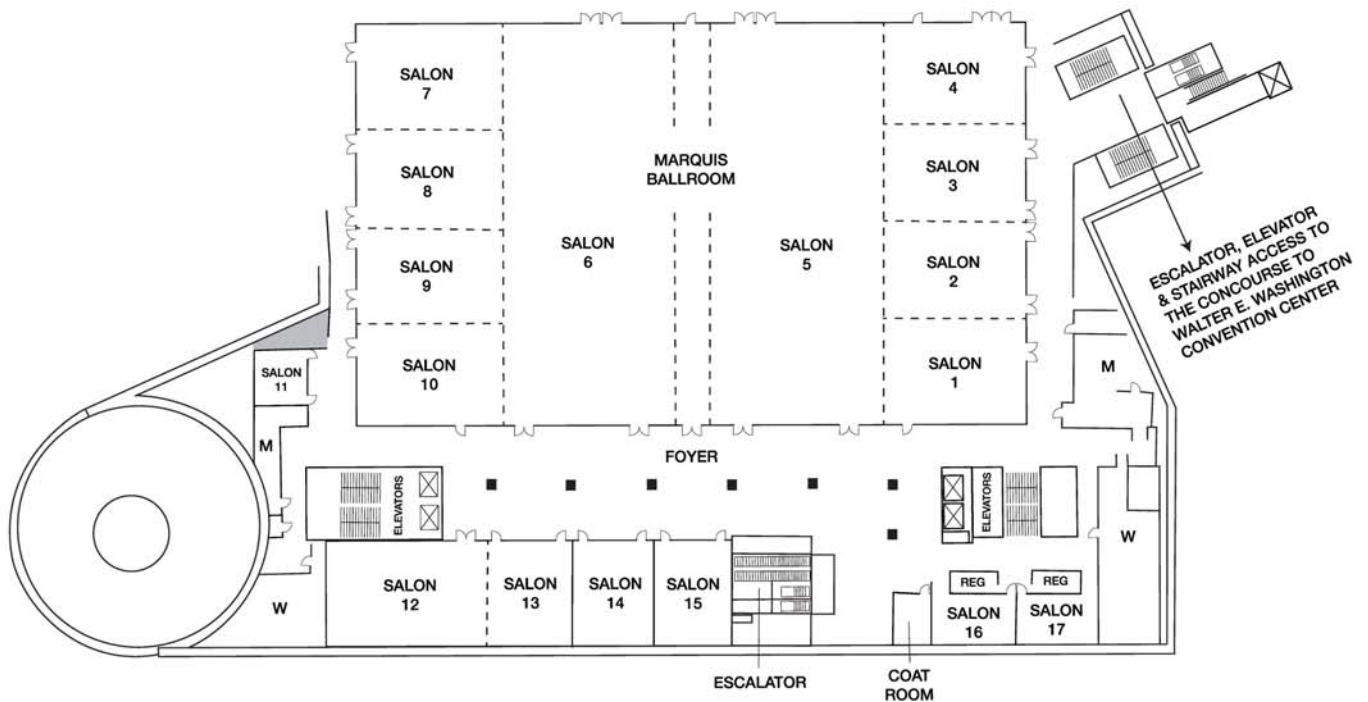 SALON
7
SALON
4
MARQUIS
BALLROOM
SALON
8
SALON
3
SALON
6
SALON
5
SALON
9
SALON
2
SALON
10
SALON
1
SALON
11
ESCALATOR, ELEVATOR
& STAIRWAY ACCESS TO
THE CONCOURSE TO
WALTER E. WASHINGTON
CONVENTION CENTER
M
M
FOYER
ELEVATORS
ELEVATORS
W
W
SALON
12
SALON
13
SALON
14
SALON
15
REG
REG
SALON
16
SALON
17
ESCALATOR
COAT
ROOM